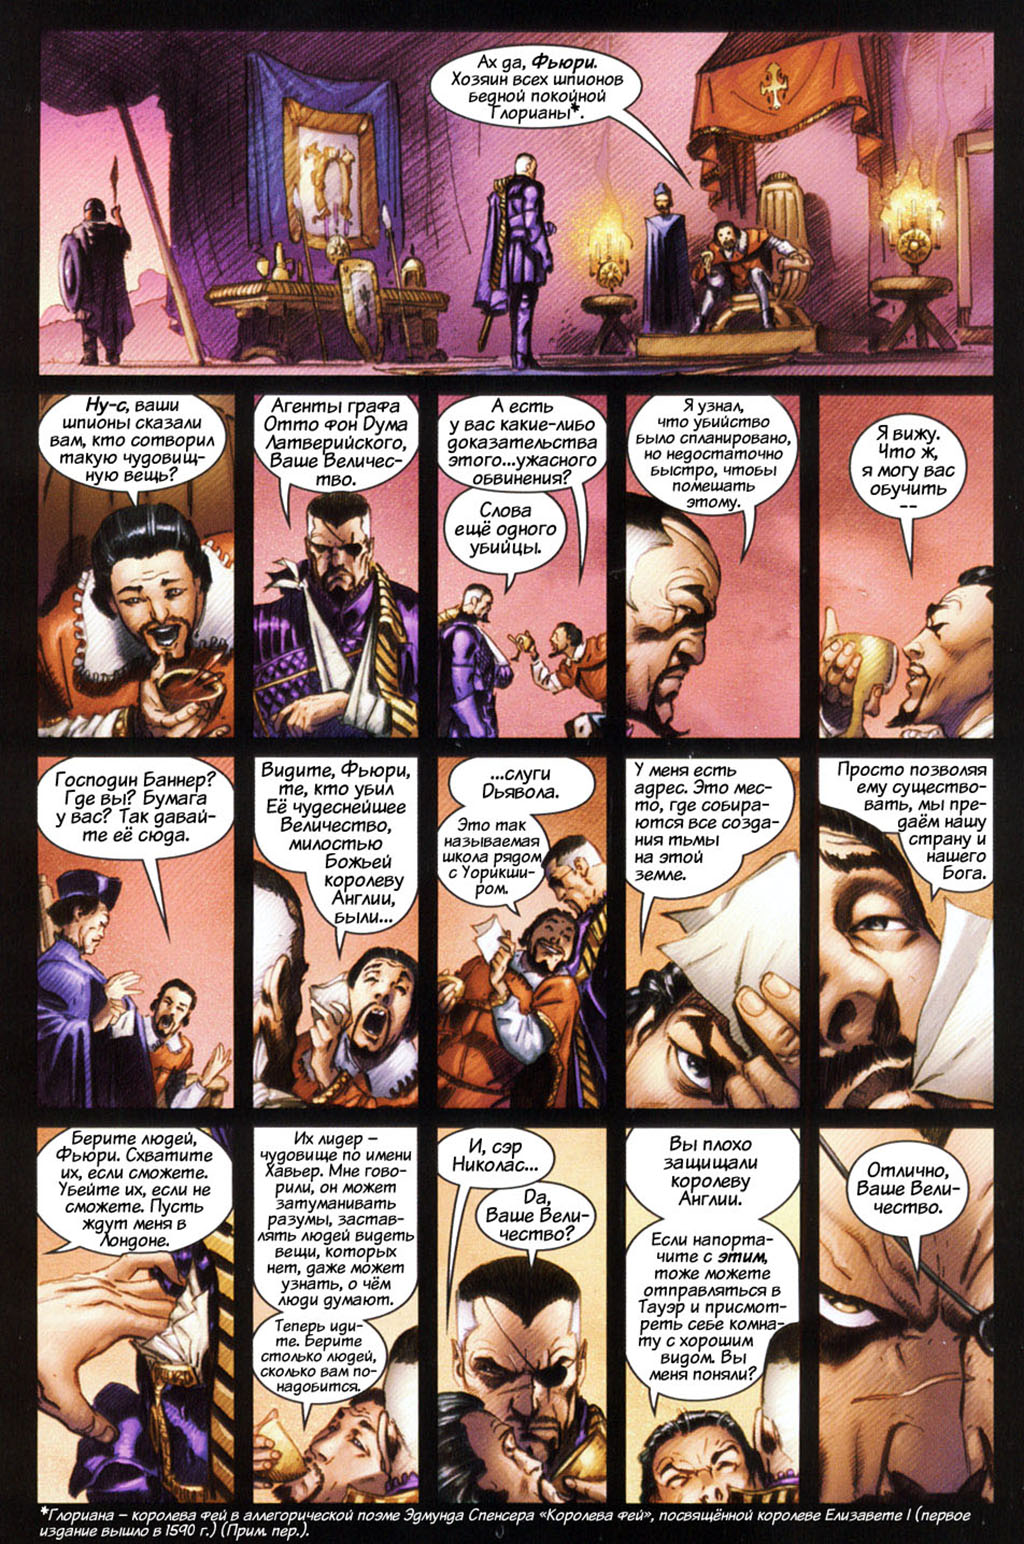 Ах да, Фьюри.
Хозяин всех шпионов
бедной покойной
Глорианы*.
Ну-с, ваши
шпионы сказали
вам, кто сотворил
такую чудовищ-
ную вещь?
Агенты графа
Отто фон Дума
Латверийского,
Ваше Величес-
тво.
А есть
у вас какие-либо
доказательства
этого...ужасного
обвинения?
Слова
ещё одного
убийцы.
Я узнал,
что убийство
было спланировано,
но недостаточно
быстро, чтобы
помешать
этому.
Я вижу.
Что ж,
я могу вас
обучить
--
Господин Баннер?
Где вы? Бумага
у вас? Так давай-
те её сюда.
Видите, Фьюри,
те, кто убил
Её чудеснейшее
Величество,
милостью
Божьей
королеву
Англии,
были...
...слуги
Дьявола.
Это так
называемая
школа рядом
с Уорикши-
ром.
У меня есть
адрес. Это мес-
то, где собира-
ются все созда-
ния тьмы
на этой
земле.
Просто позволяя
ему существо-
вать, мы пре-
даём нашу
страну и
нашего
Бога.
Берите людей,
Фьюри. Схватите
их, если сможете.
Убейте их, если не
сможете. Пусть
ждут меня в
Лондоне.
Их лидер –
чудовище по имени
Хавьер. Мне гово-
рили, он может
затуманивать
разумы, застав-
лять людей видеть
вещи, которых
нет, даже может
узнать, о чём
люди думают.
Теперь иди-
те. Берите
столько людей,
сколько вам по-
надобится.
И, сэр
Николас...
Да,
Ваше Вели-
чество?
Вы плохо
защищали
королеву
Англии.
Если напорта-
чите с этим,
тоже можете
отправляться в
Тауэр и присмот-
реть себе комна-
ту с хорошим
видом. Вы
меня поняли?
Отлично,
Ваше Вели-
чество.
*Глориана – королева фей в аллегорической поэме Эдмунда Спенсера «Королева фей», посвящённой королеве Елизавете I (первое
издание вышло в 1590 г.) (Прим. пер.).